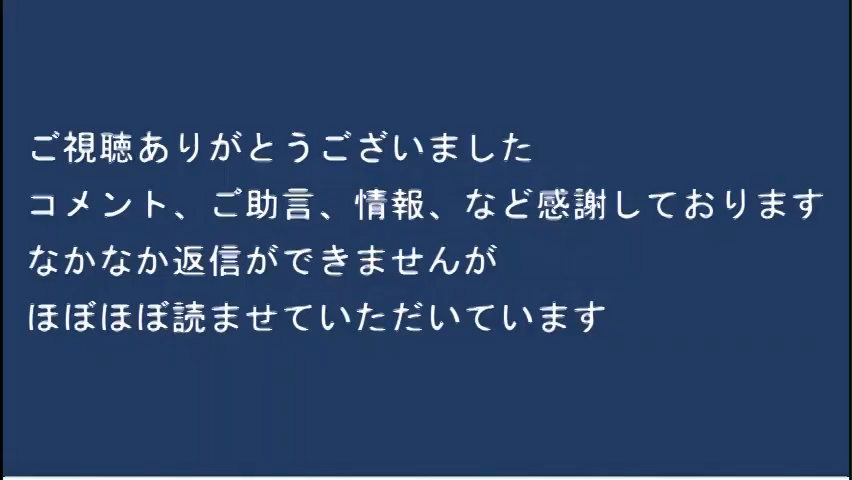 ご視聴ありがとうございました
コメント、ご助言、情報、など感謝しております
なかなか返信ができませんが
ほぼほぼ読ませていただいています